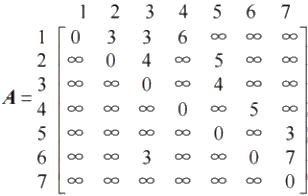 1 2 3 4 5 6 7
1 0 3 3 6 ∞ ∞ ∞
2 ∞ 0 4 ∞ 5 ∞ ∞
3 ∞ ∞ 0 ∞ 4 ∞ ∞
A = 4 ∞ ∞ ∞ 0 ∞ 5 ∞
5 ∞ ∞ ∞ ∞ 0 ∞ 3
6 ∞ ∞ 3 ∞ ∞ 0 7
7 ∞ ∞ ∞ ∞ ∞ ∞ 0